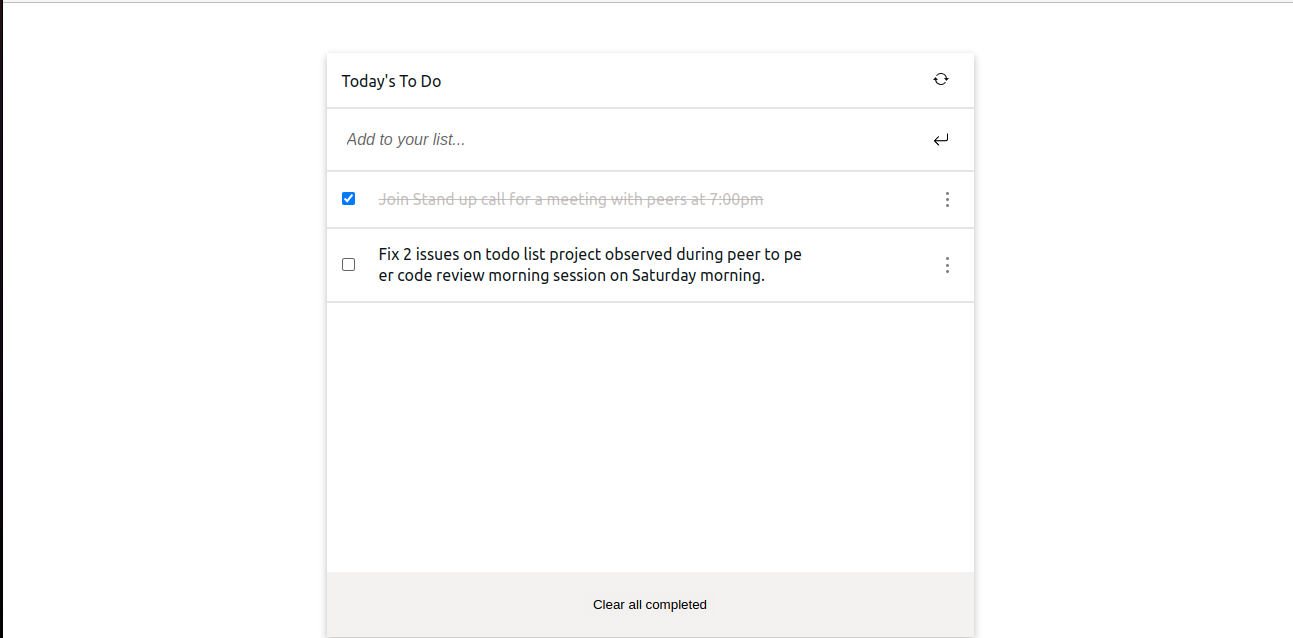 Today's To Do
Add to your list...
Join Stand up call for a meeting with peers at 7:00pm
Fix 2 issues on todo list project observed during peer to pe
er code review morning session on Saturday morning.
Clear all completed